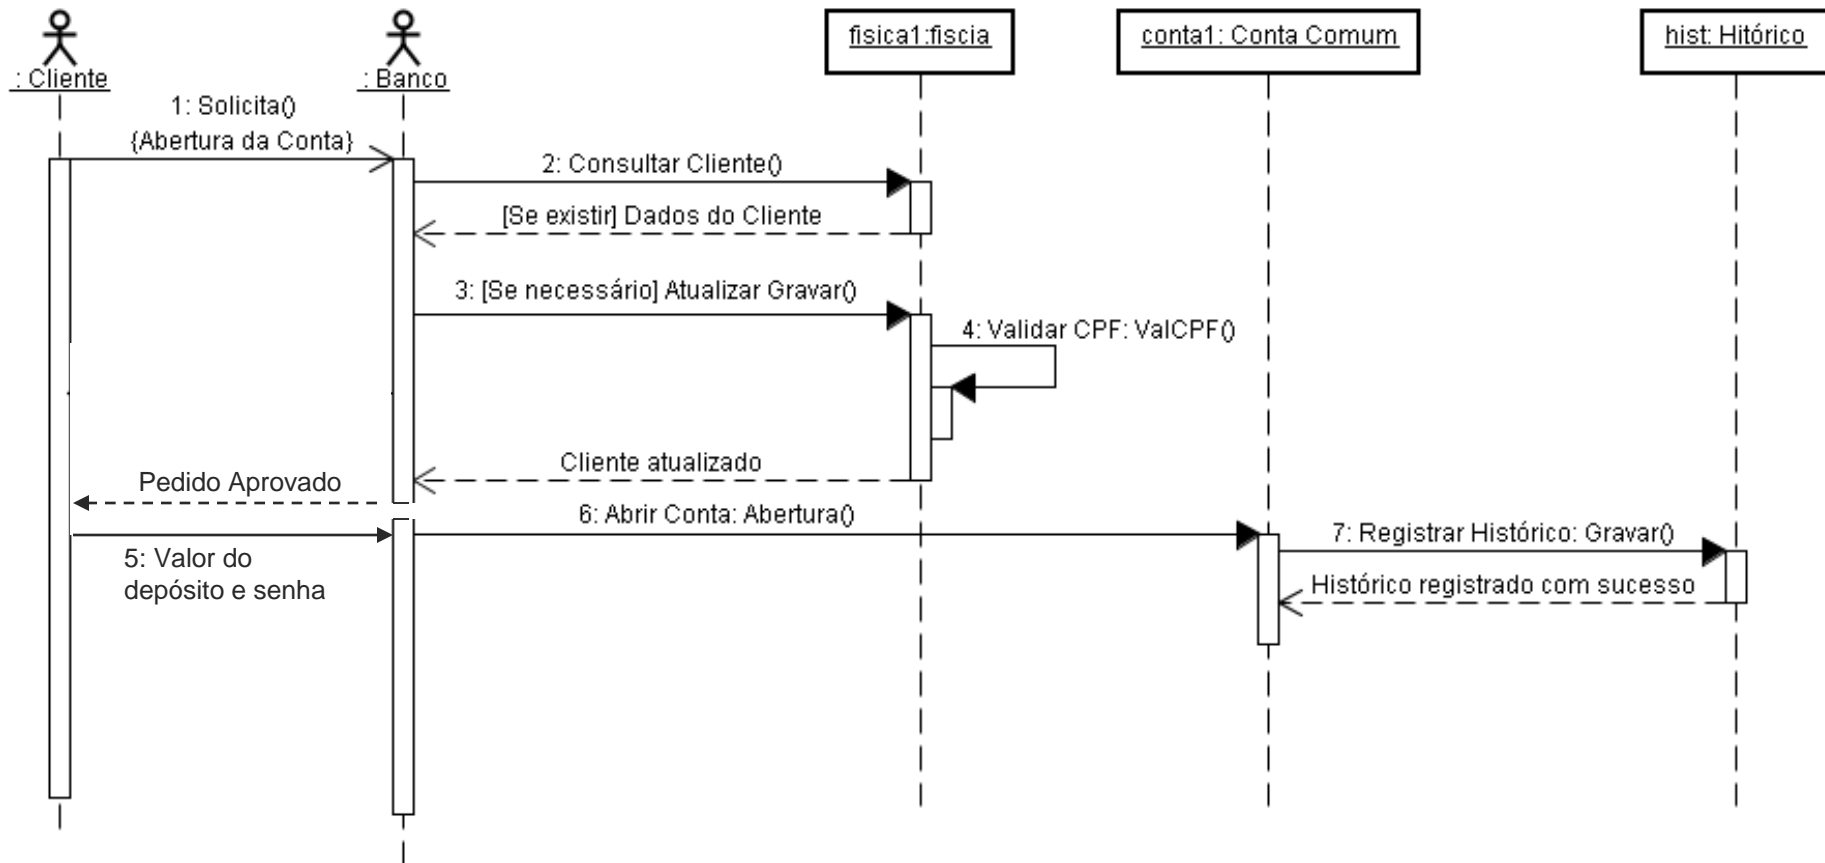 : Cliente
: Banco
fisica1:fiscia
conta1: Conta Comum
hist: Hitórico
1: Solicita()
{Abertura da Conta}
2: Consultar Cliente()
[Se existir] Dados do Cliente
3: [Se necessário] Atualizar Gravar()
4: Validar CPF: ValCPF()
Cliente atualizado
Pedido Aprovado
5: Valor do
depósito e senha
6: Abrir Conta: Abertura()
7: Registrar Histórico: Gravar()
Histórico registrado com sucesso